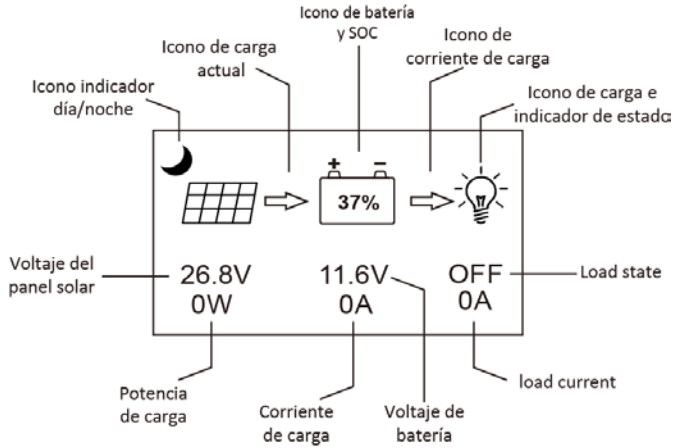 Icono de batería
y SOC
Icono de carga
actual
Icono de
corriente de carga
Icono indicador
día/noche
Icono de carga e
indicador de estado
+ −
37%
Voltaje del
panel solar
26.8V
0W
11.6V
0A
OFF
0A
Load state
Potencia
de carga
Corriente
de carga
Voltaje de
batería
load current